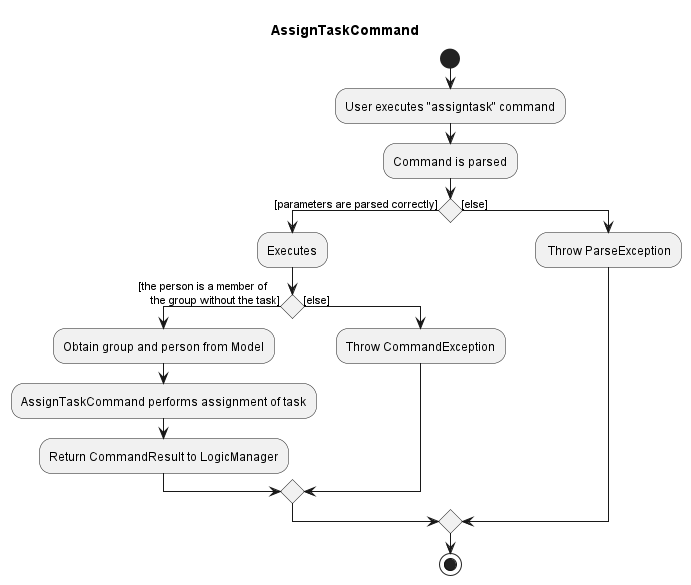 AssignTaskCommand
User executes "assigntask" command
Command is parsed
[parameters are parsed correctly]
[else]
Executes
Throw ParseException
[the person is a member of
the group without the task]
[else]
Obtain group and person from Model
Throw CommandException
AssignTaskCommand performs assignment of task
Return CommandResult to LogicManager